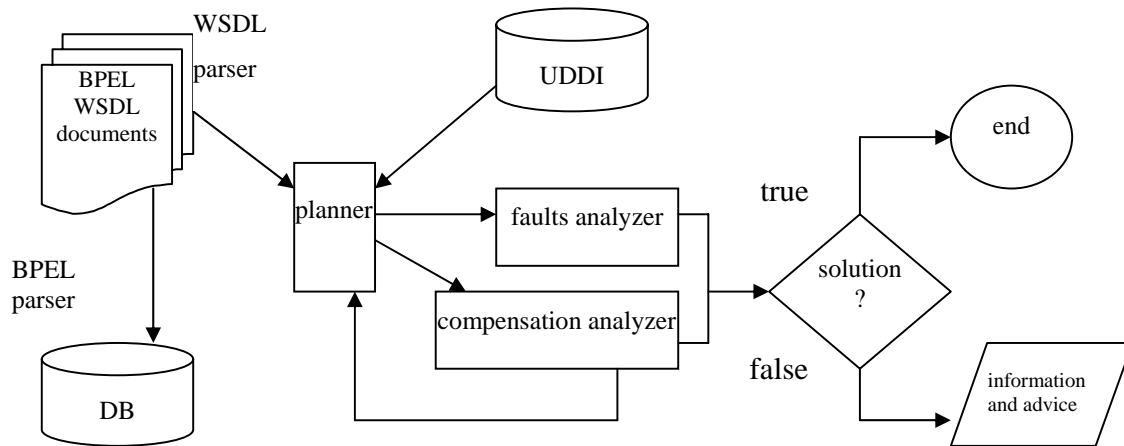 WSDL
parser
BPEL
WSDL
documents
UDDI
end
planner
faults analyzer
true
BPEL
parser
solution
?
compensation analyzer
false
information
and advice
DB